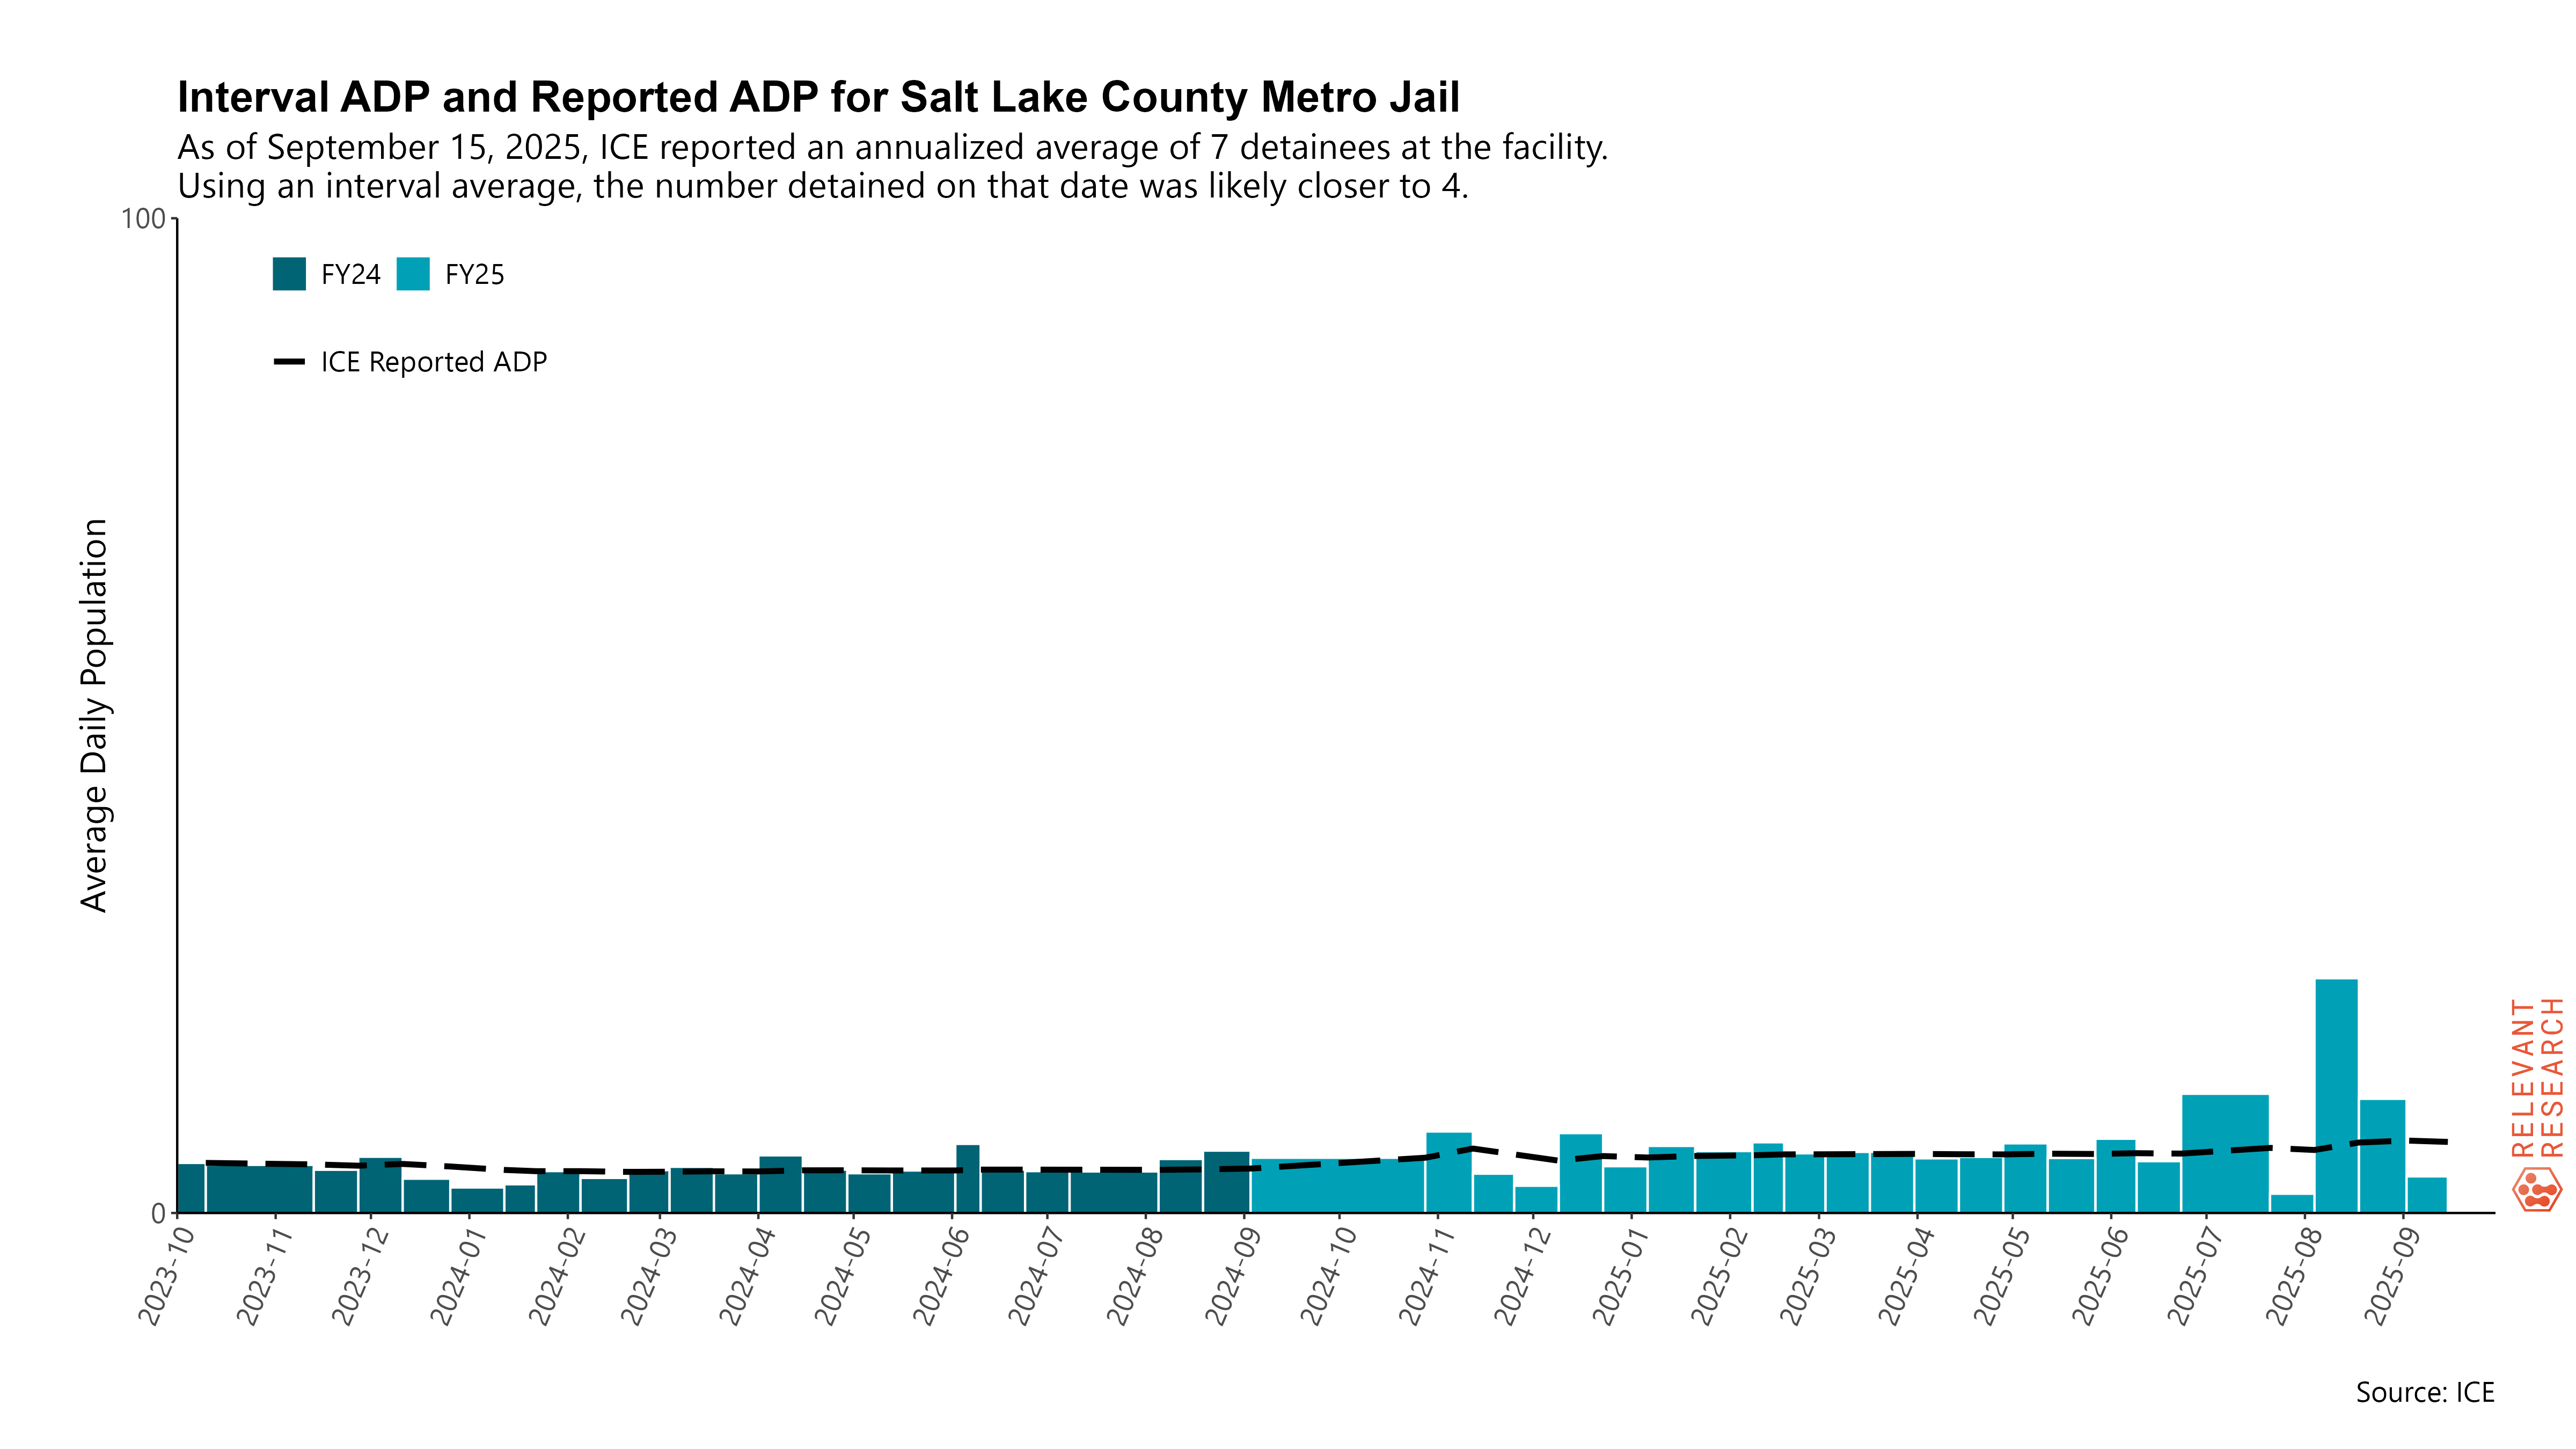 Interval ADP and Reported ADP for Salt Lake County Metro Jail
As of September 15, 2025, ICE reported an annualized average of 7 detainees at the facility.
Using an interval average, the number detained on that date was likely closer to 4.
100
FY24 FY25
ICE Reported ADP
Average Daily Population
0
2023-10
2023-11
2023-12
2024-01
2024-02
2024-03
2024-04
2024-05
2024-06
2024-07
2024-08
2024-09
2024-10
2024-11
2024-12
2025-01
2025-02
2025-03
2025-04
2025-05
2025-06
2025-07
2025-08
2025-09
RELEVANT
RESEARCH
Source: ICE